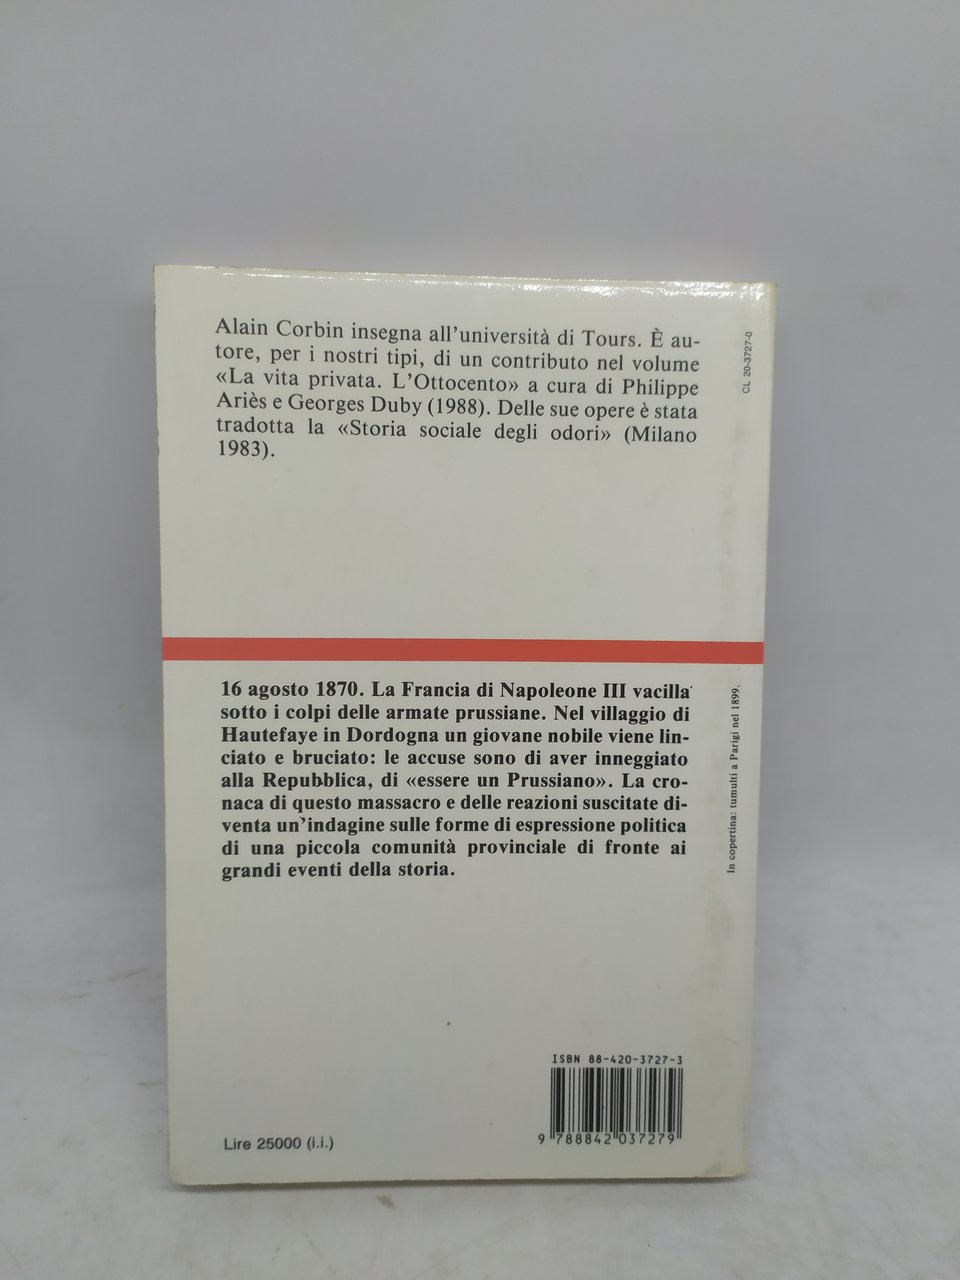 Alain Corbin insegna all'università di Tours. È au-
tore, per i nostri tipi, di un contributo nel volume
«La vita privata. L'Ottocento» a cura di Philippe
Ariès e Georges Duby (1988). Delle sue opere è stata
tradotta la «Storia sociale degli odori» (Milano
1983).
CL 20-3727-0
16 agosto 1870. La Francia di Napoleone III vacilla
sotto i colpi delle armate prussiane. Nel villaggio di
Hautefaye in Dordogna un giovane nobile viene lin-
ciato e bruciato: le accuse sono di aver inneggiato
alla Repubblica, di «essere un Prussiano». La cro-
naca di questo massacro e delle reazioni suscitate di-
venta un'indagine sulle forme di espressione politica
di una piccola comunità provinciale di fronte ai
grandi eventi della storia.
In copertina: tumulti a Parigi nel 1899.
ISBN 88-420-3727-3
9 788842 037279
Lire 25000 (i.i.)